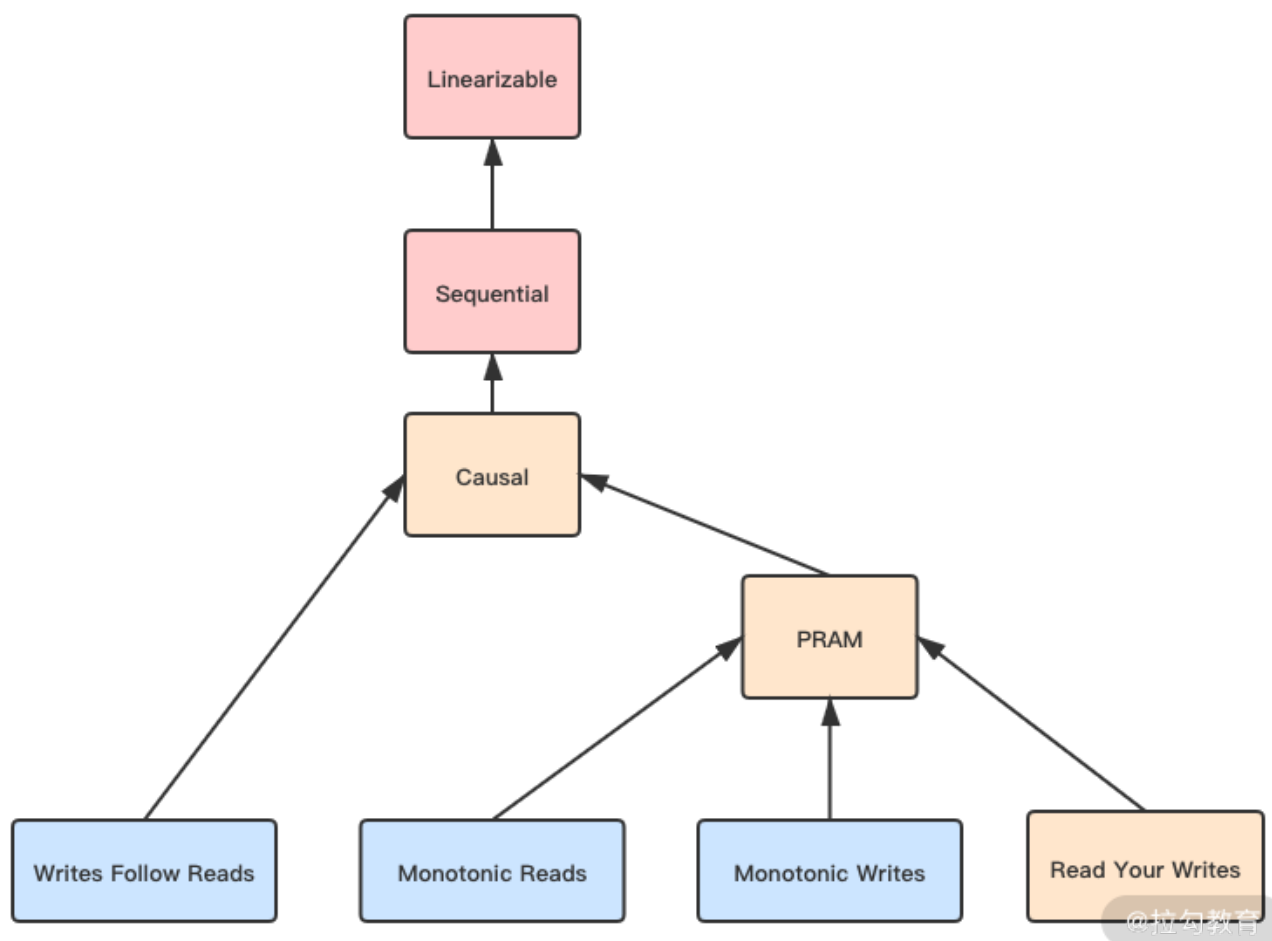 Linearizable
Sequential
Causal
PRAM
Writes Follow Reads
Monotonic Reads
Monotonic Writes
Read Your Writes
@拉勾教育